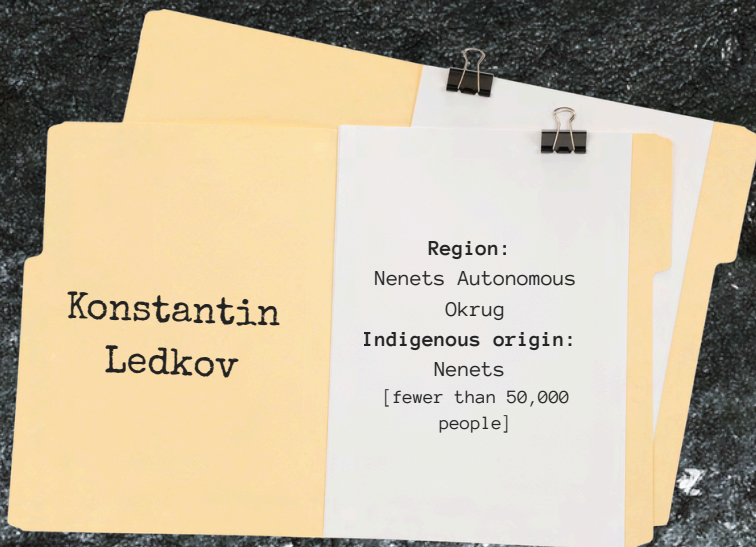 Konstantin
Ledkov
Region:
Nenets Autonomous
Okrug
Indigenous origin:
Nenets
[fewer than 50,000
people]